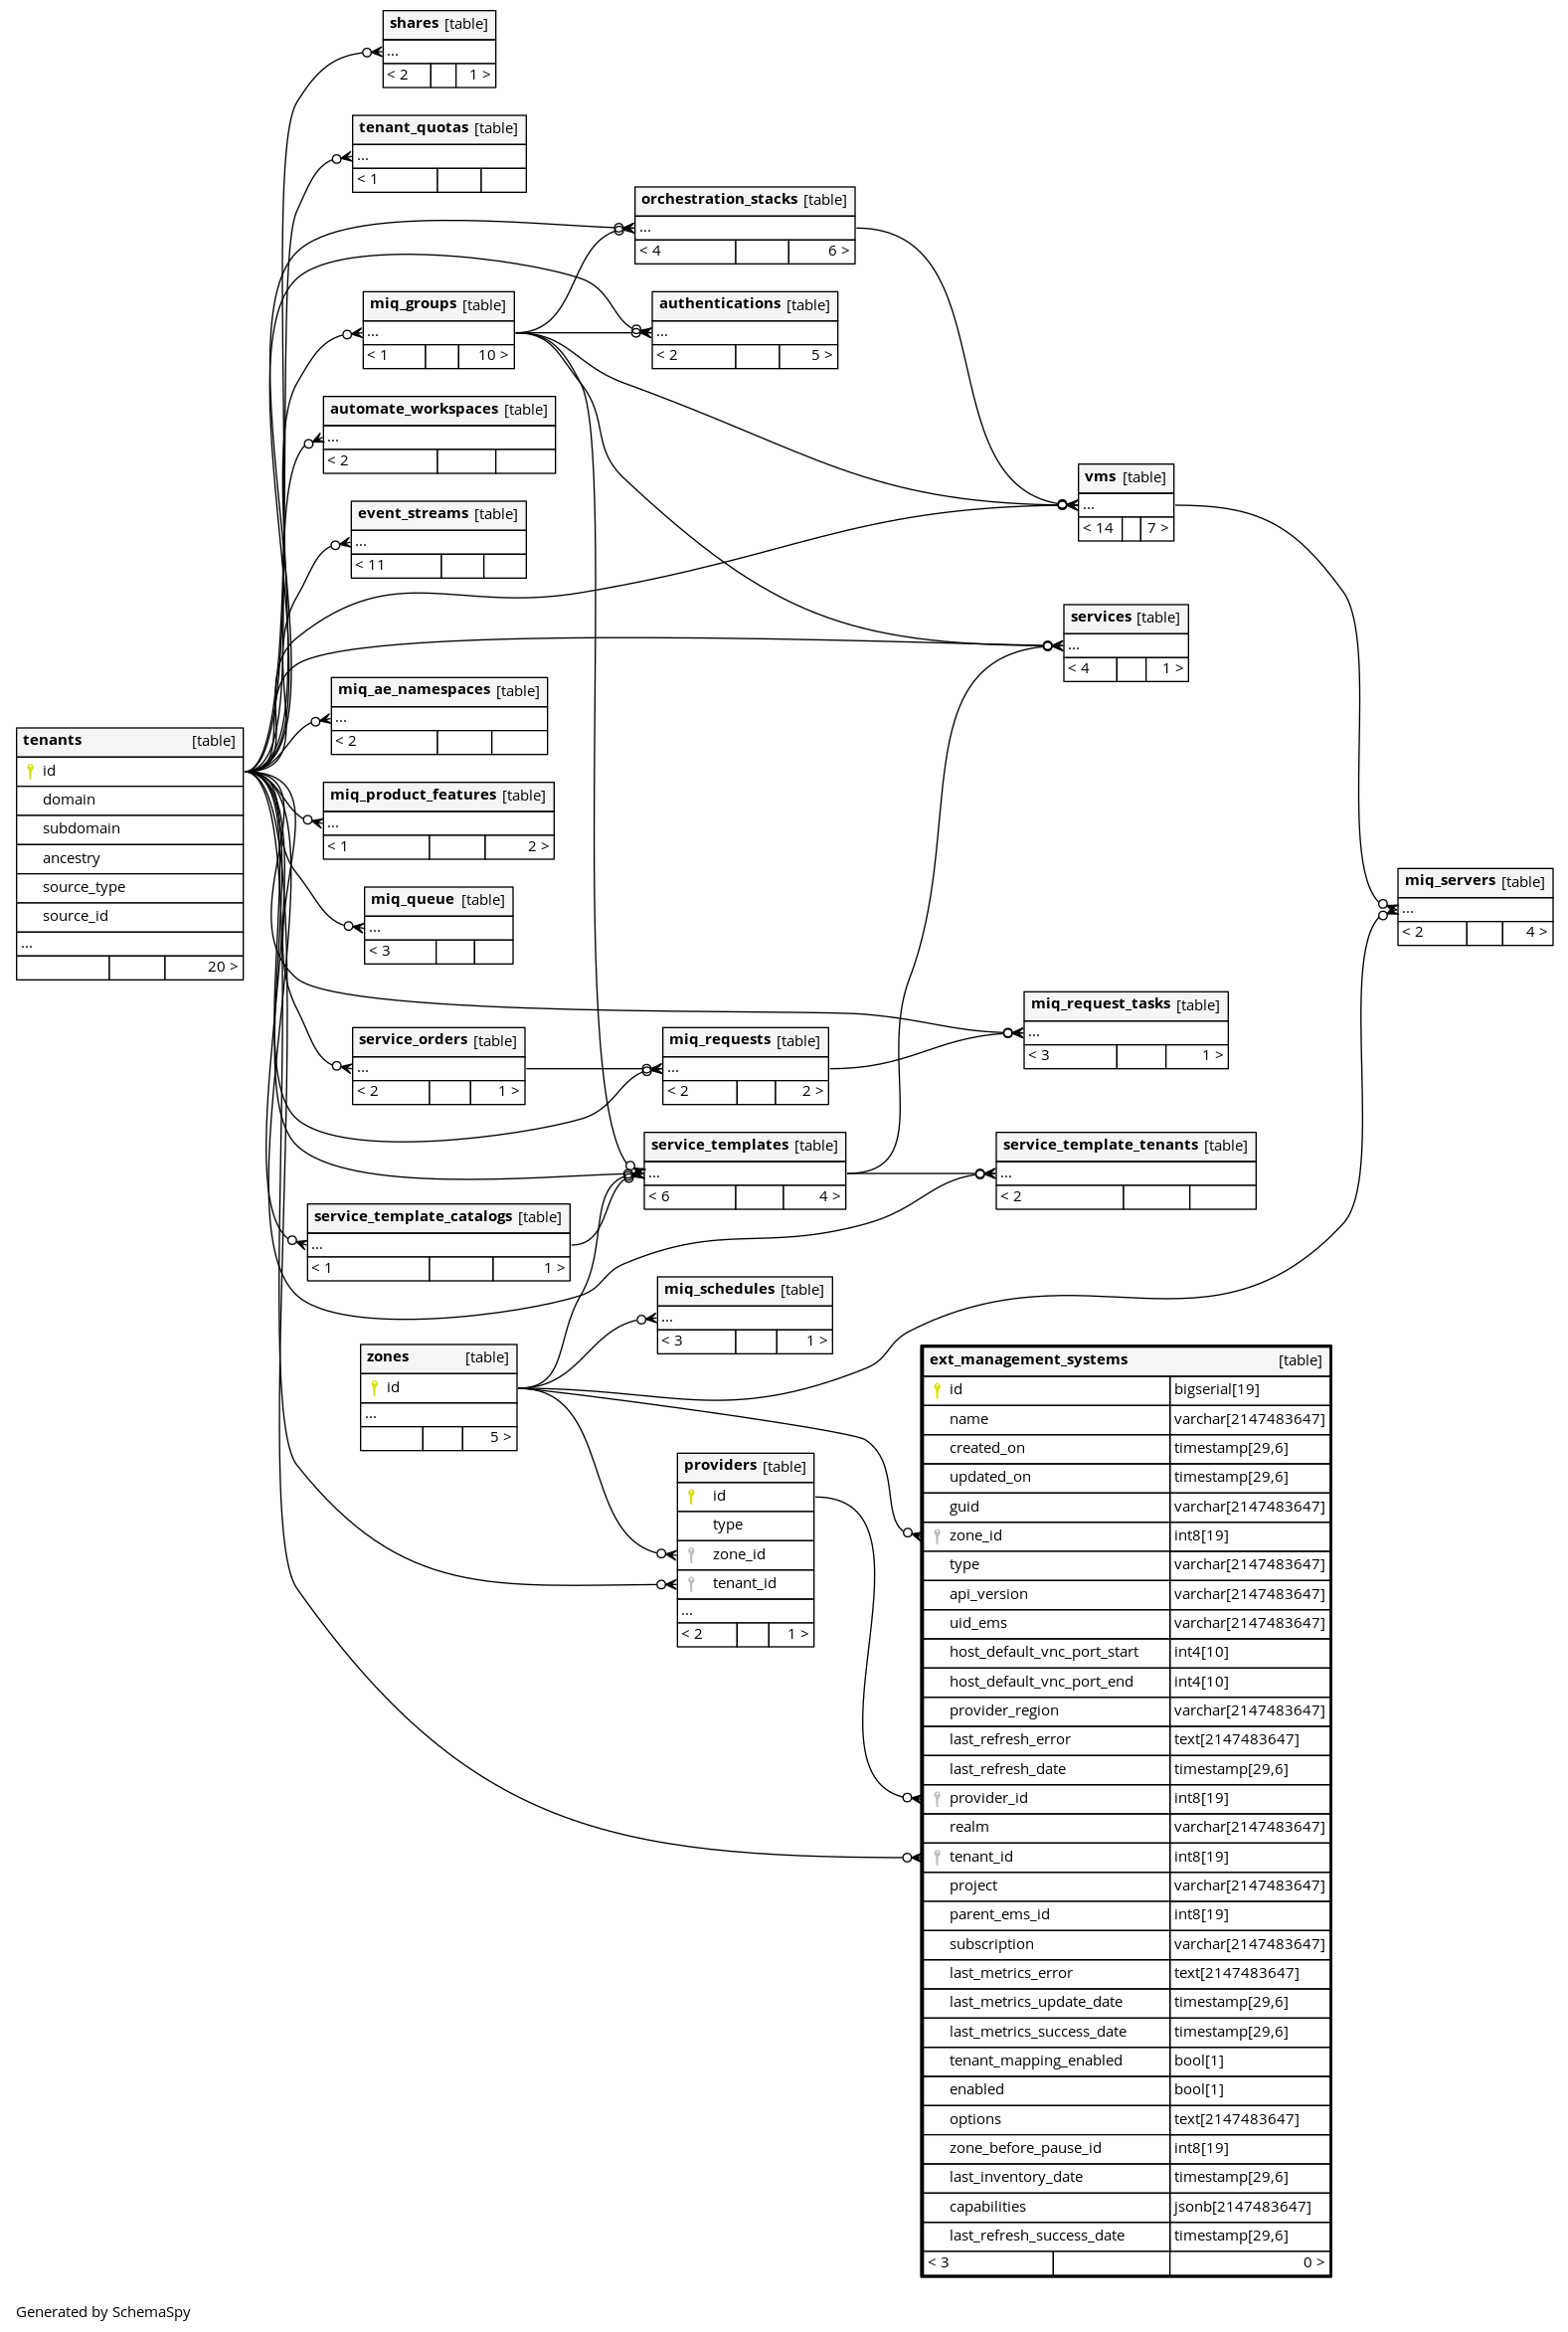 shares [table]
...
< 2 1 >
tenant_quotas [table]
...
< 1
orchestration_stacks [table]
...
< 4 6 >
miq_groups [table]
...
< 1 10 >
authentications [table]
...
< 2 5 >
automate_workspaces [table]
...
< 2
vms [table]
...
< 14 7 >
event_streams [table]
...
< 11
services [table]
...
< 4 1 >
miq_ae_namespaces [table]
...
< 2
tenants [table]
id
domain
subdomain
ancestry
source_type
source_id
...
20 >
miq_product_features [table]
...
< 1 2 >
miq_queue [table]
...
< 3
miq_servers [table]
...
< 2 4 >
miq_request_tasks [table]
...
< 3 1 >
service_orders [table]
...
< 2 1 >
miq_requests [table]
...
< 2 2 >
service_templates [table]
...
< 6 4 >
service_template_tenants [table]
...
< 2
service_template_catalogs [table]
...
< 1 1 >
miq_schedules [table]
...
< 3 1 >
zones [table]
id
...
5 >
providers [table]
id
type
zone_id
tenant_id
...
< 2 1 >
ext_management_systems [table]
id bigserial[19]
name varchar[2147483647]
created_on timestamp[29,6]
updated_on timestamp[29,6]
guid varchar[2147483647]
zone_id int8[19]
type varchar[2147483647]
api_version varchar[2147483647]
uid_ems varchar[2147483647]
host_default_vnc_port_start int4[10]
host_default_vnc_port_end int4[10]
provider_region varchar[2147483647]
last_refresh_error text[2147483647]
last_refresh_date timestamp[29,6]
provider_id int8[19]
realm varchar[2147483647]
tenant_id int8[19]
project varchar[2147483647]
parent_ems_id int8[19]
subscription varchar[2147483647]
last_metrics_error text[2147483647]
last_metrics_update_date timestamp[29,6]
last_metrics_success_date timestamp[29,6]
tenant_mapping_enabled bool[1]
enabled bool[1]
options text[2147483647]
zone_before_pause_id int8[19]
last_inventory_date timestamp[29,6]
capabilities jsonb[2147483647]
last_refresh_success_date timestamp[29,6]
< 3 0 >
Generated by SchemaSpy